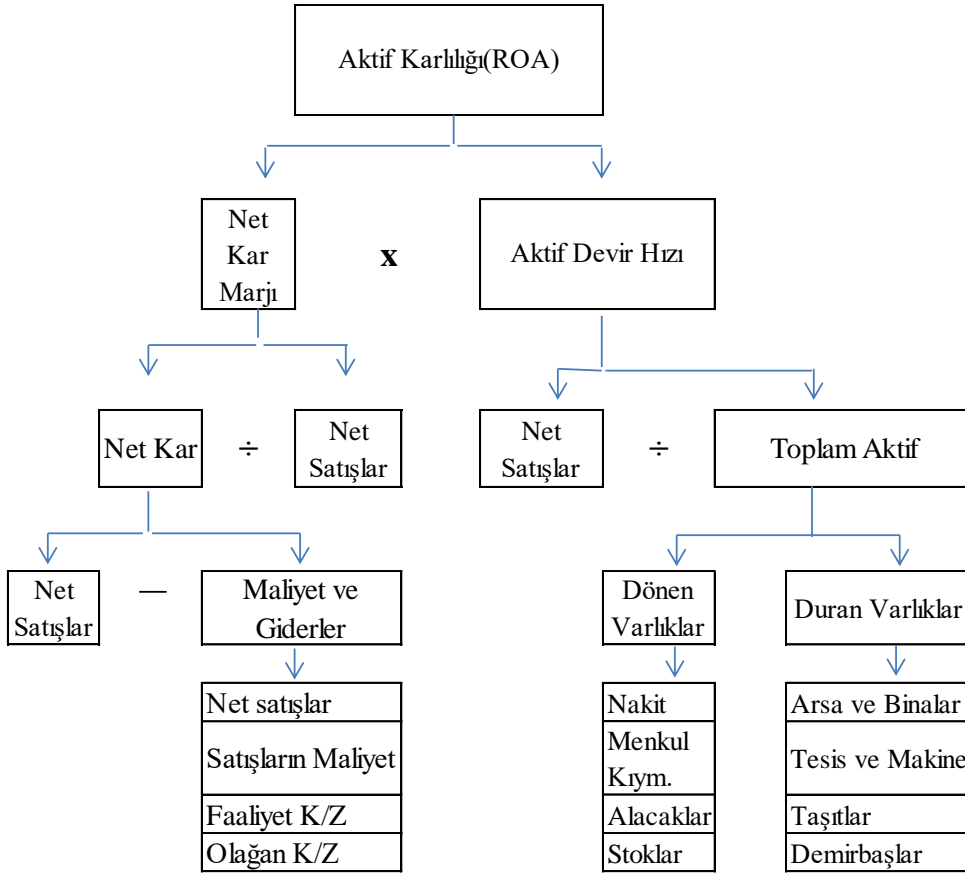 Aktif Karlılığı(ROA)
Net
Kar
Marjı
x
Aktif Devir Hızı
Net Kar
÷
Net
Satışlar
Net
Satışlar
÷
Toplam Aktif
Net
Satışlar
—
Maliyet ve
Giderler
Dönen
Varlıklar
Duran Varlıklar
Net satışlar
Satışların Maliyet
Faaliyet K/Z
Olağan K/Z
Nakit
Menkul
Kıym.
Alacaklar
Stoklar
Arsa ve Binalar
Tesis ve Makine
Taşıtlar
Demirbaşlar